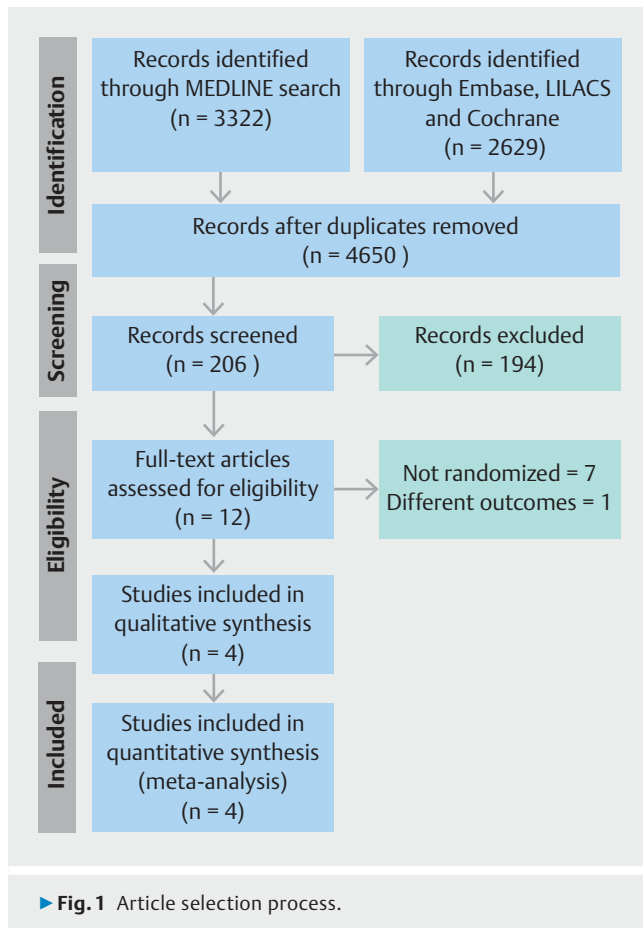 Identification
Records identified
through MEDLINE search
(n = 3322)
Records identified
through Embase, LILACS
and Cochrane
(n = 2629)
Records after duplicates removed
(n = 4650 )
Screening
Records screened
(n = 206 )
Records excluded
(n = 194)
Eligibility
Full-text articles
assessed for eligibility
(n = 12)
Not randomized = 7
Different outcomes = 1
Studies included in
qualitative synthesis
(n = 4)
Included
Studies included in
quantitative synthesis
(meta-analysis)
(n = 4)
▶ Fig. 1 Article selection process.